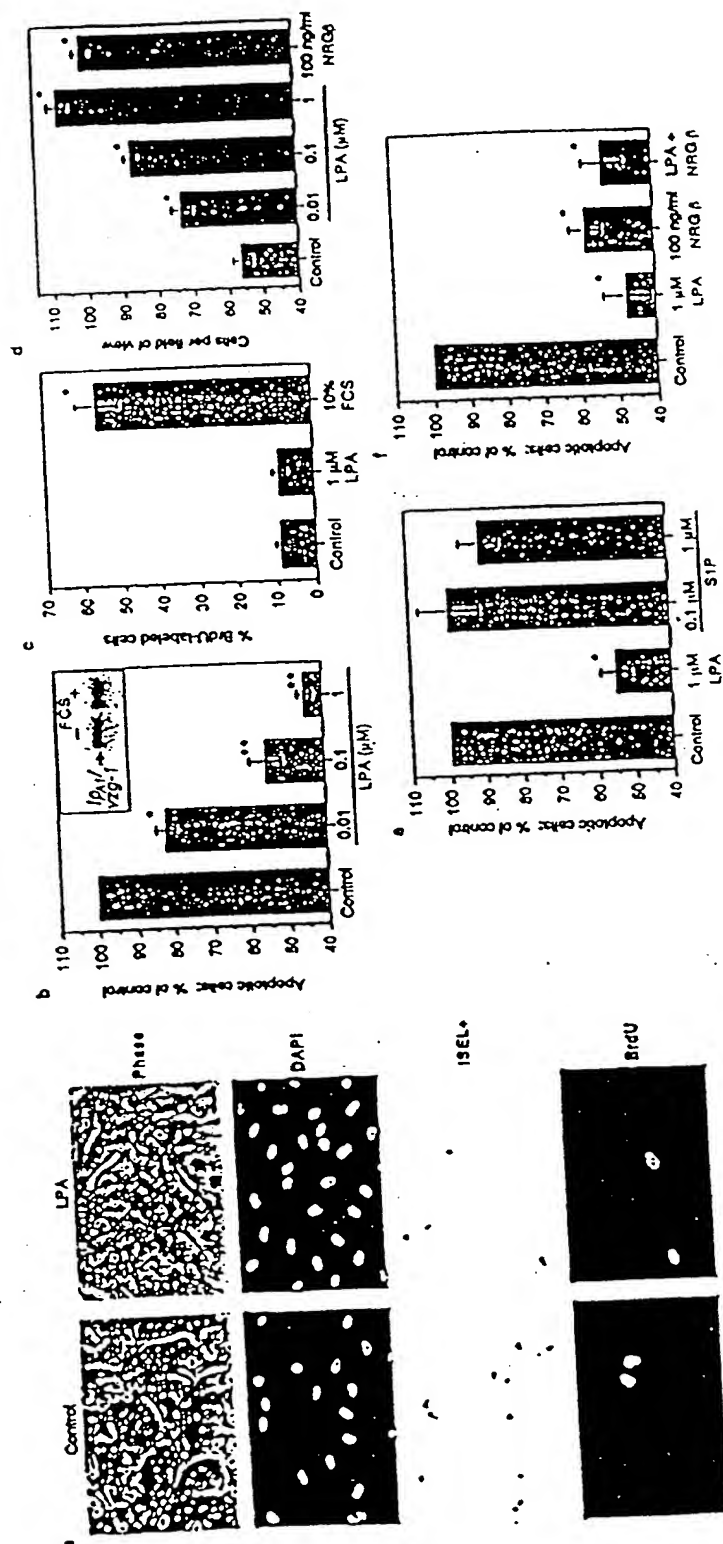 a
Control
LPA
Phase
DAPI
ISEL+
BrdU
b
Apoptotic cells: % of control
110
100
90
80
70
60
50
40
FCS
− +
lpA1/
vzg-1
*
**
**
Control
0.01
0.1
1
LPA (μM)
c
% BrdU-labeled cells
70
60
50
40
30
20
10
0
*
Control
1 μM
LPA
10%
FCS
d
Cells per field of view
110
100
90
80
70
60
50
40
*
*
*
*
Control
0.01
0.1
1
LPA (μM)
100 ng/ml
NRGβ
e
Apoptotic cells: % of control
110
100
90
80
70
60
50
40
*
Control
1 μM
LPA
0.1 μM
1 μM
S1P
f
Apoptotic cells: % of control
110
100
90
80
70
60
50
40
*
*
*
Control
1 μM
LPA
100 ng/ml
NRG β
LPA +
NRGβ